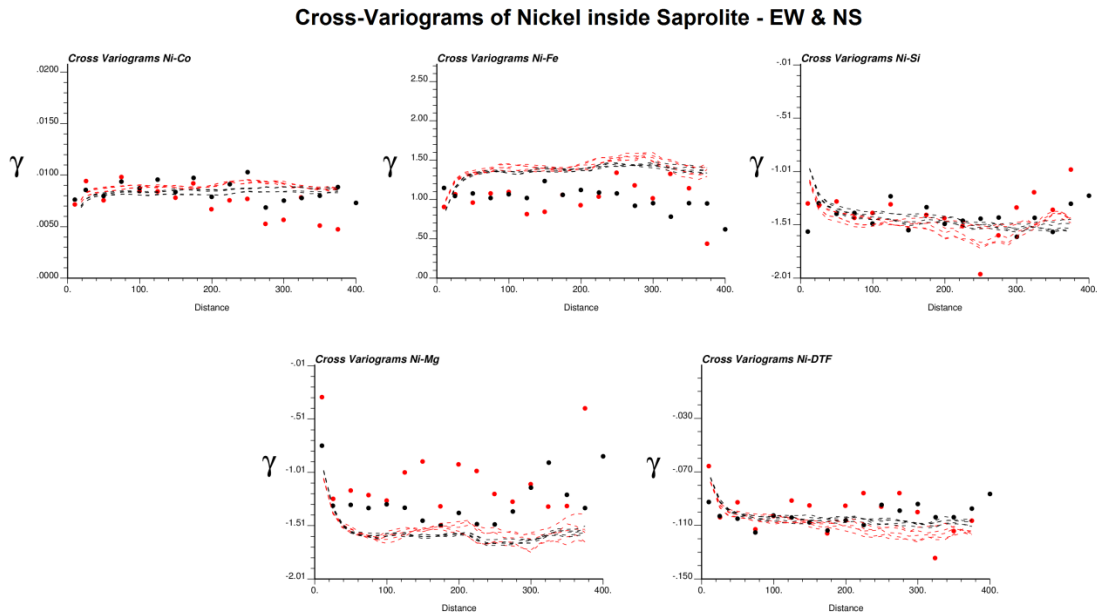 Cross-Variograms of Nickel inside Saprolite - EW & NS
Cross Variograms Ni-Co
.0200
.0150
.0100
.0050
.0000
γ
0. 100. 200. 300. 400.
Distance
Cross Variograms Ni-Fe
2.50
2.00
1.50
1.00
.50
.00
γ
0. 100. 200. 300. 400.
Distance
Cross Variograms Ni-Si
-.01
-.51
-1.01
-1.51
-2.01
γ
0. 100. 200. 300. 400.
Distance
Cross Variograms Ni-Mg
-.01
-.51
-1.01
-1.51
-2.01
γ
0. 100. 200. 300. 400.
Distance
Cross Variograms Ni-DTF
-.030
-.070
-.110
-.150
γ
0. 100. 200. 300. 400.
Distance